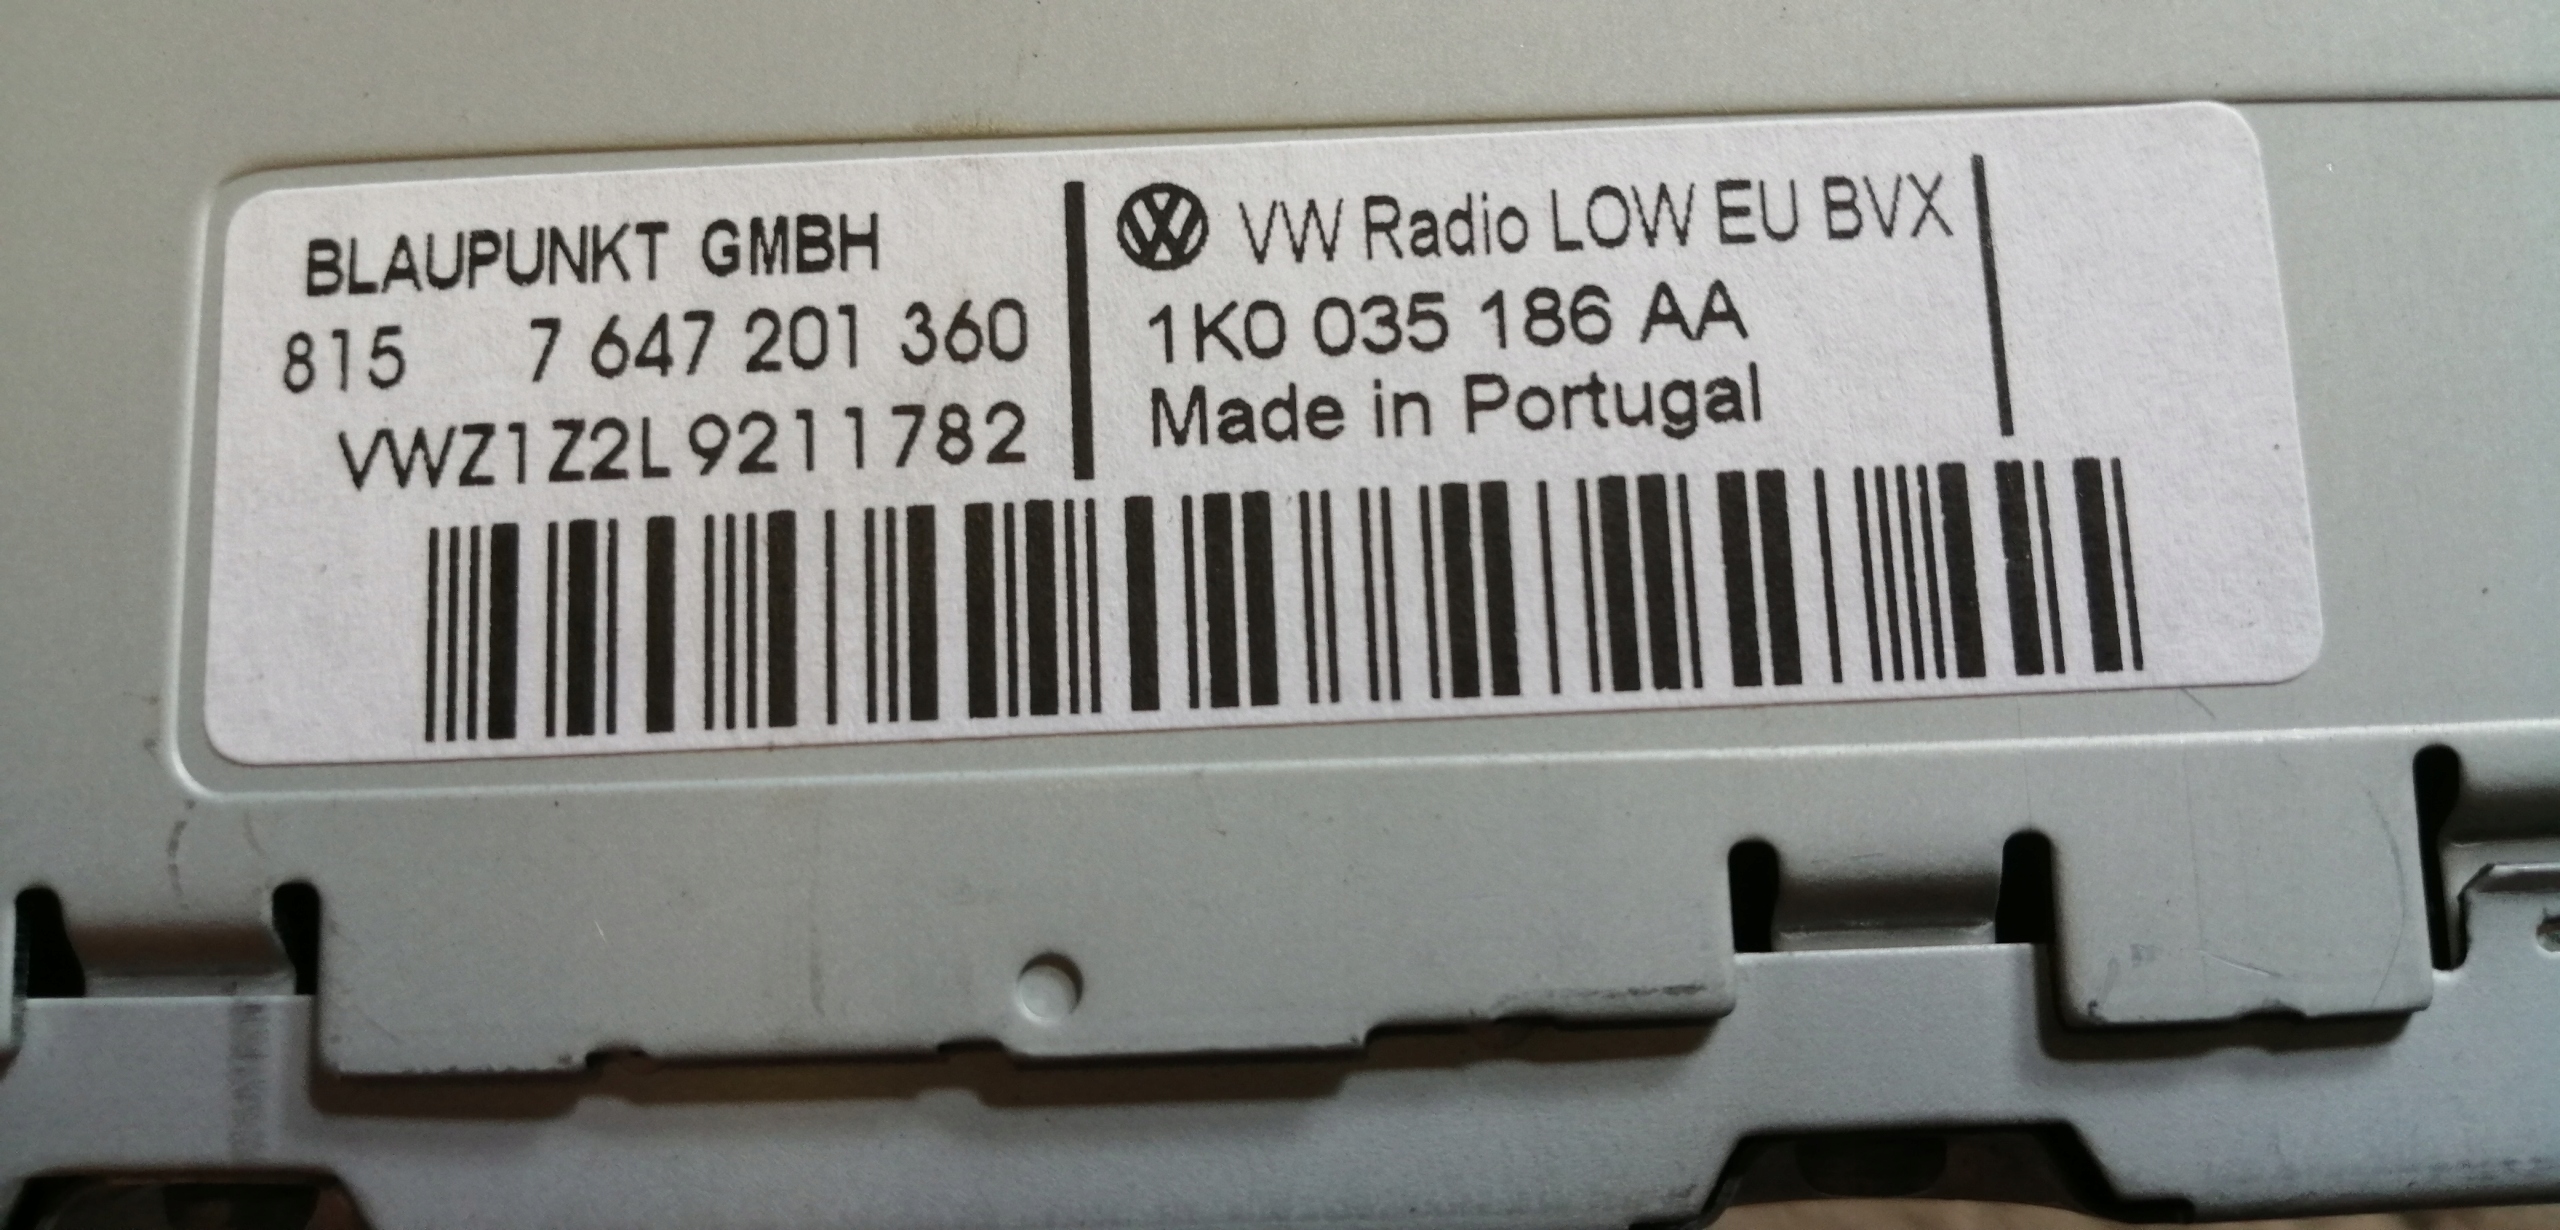 BLAUPUNKT GMBH
815 7 647 201 360
VWZ1Z2L9211782
VW Radio LOW EU BVX
1K0 035 186 AA
Made in Portugal